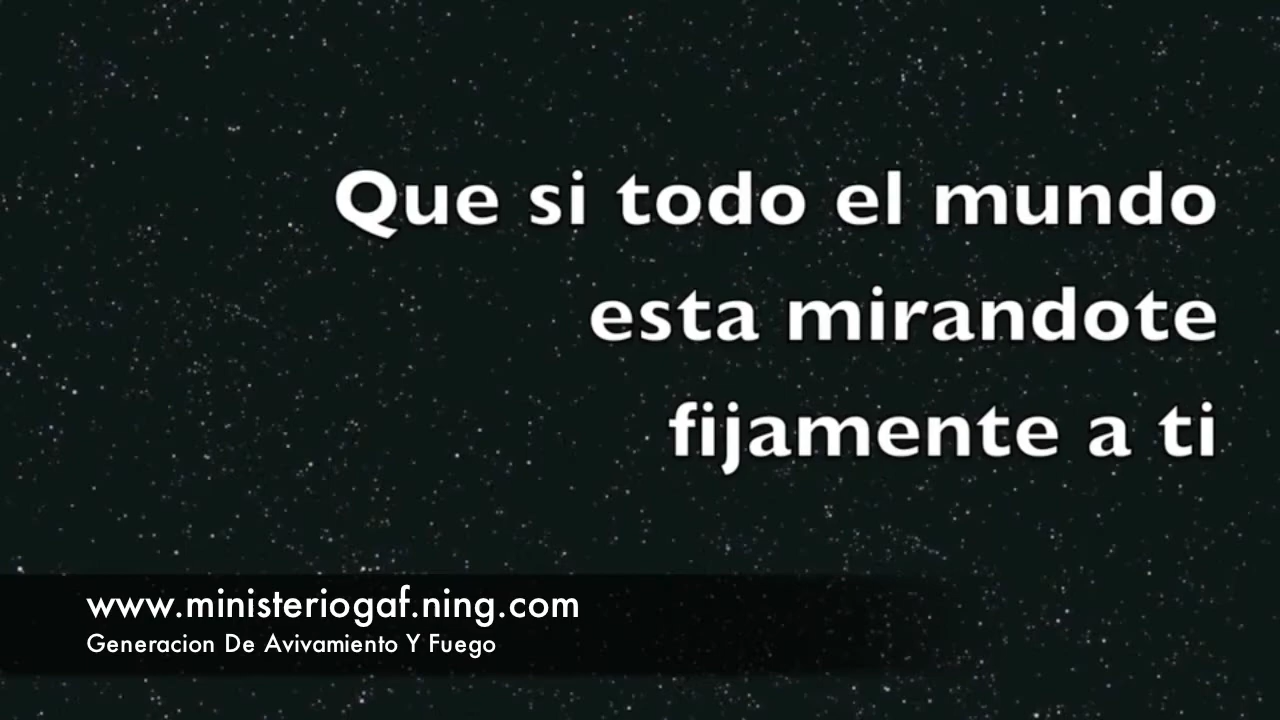 Que si todo el mundo
esta mirandote
fijamente a ti
www.ministeriogaf.ning.com
Generacion De Avivamiento Y Fuego